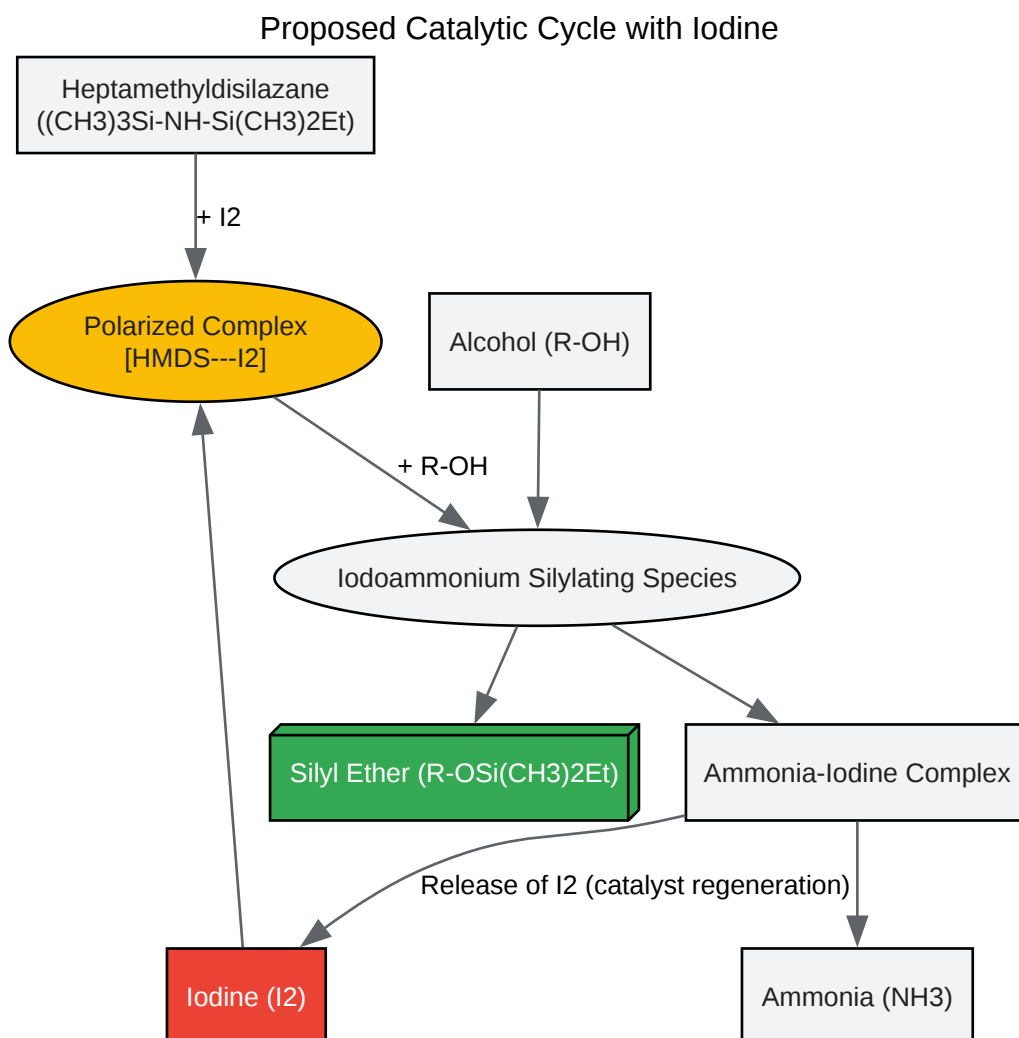 Proposed Catalytic Cycle with Iodine
Heptamethyldisilazane
((CH3)3Si-NH-Si(CH3)2Et)
+ I2
Polarized Complex
[HMDS---I2]
Alcohol (R-OH)
+ R-OH
Iodoammonium Silylating Species
Silyl Ether (R-OSi(CH3)2Et)
Ammonia-Iodine Complex
Release of I2 (catalyst regeneration)
Iodine (I2)
Ammonia (NH3)